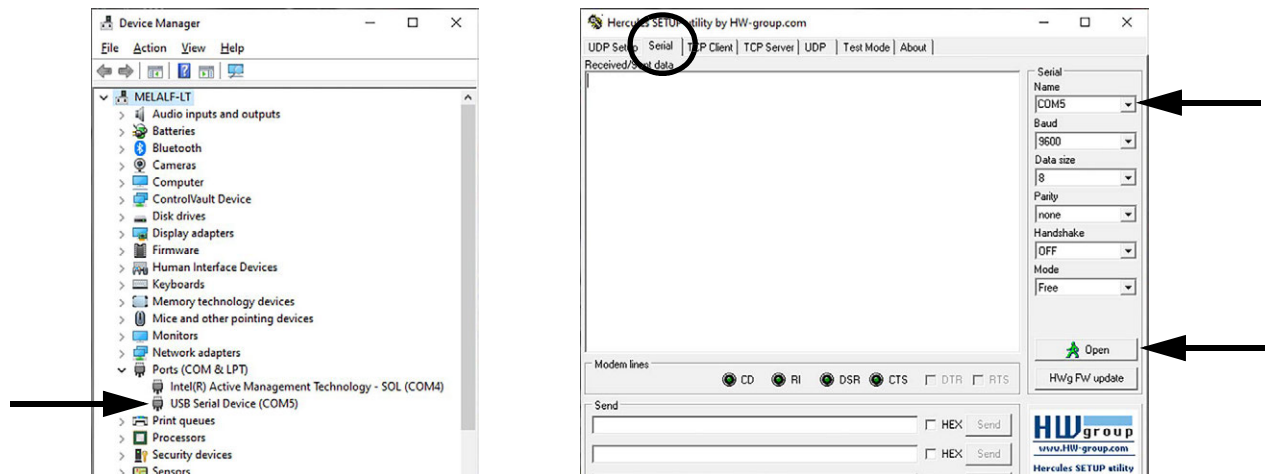 Device Manager
File Action View Help
MELALF-LT
Audio inputs and outputs
Batteries
Bluetooth
Cameras
Computer
ControlVault Device
Disk drives
Display adapters
Firmware
Human Interface Devices
Keyboards
Memory technology devices
Mice and other pointing devices
Monitors
Network adapters
Ports (COM & LPT)
Intel(R) Active Management Technology - SOL (COM4)
USB Serial Device (COM5)
Print queues
Processors
Security devices
Sensors
Hercules SETUP utility by HW-group.com
UDP Setup Serial TCP Client TCP Server UDP Test Mode About
Received/Sent data
Serial
Name
COM5
Baud
9600
Data size
8
Parity
none
Handshake
OFF
Mode
Free
Open
HWg FW update
Modem lines
CD RI DSR CTS DTR RTS
Send
HEX Send
HEX Send
HWgroup
www.HW-group.com
Hercules SETUP utility